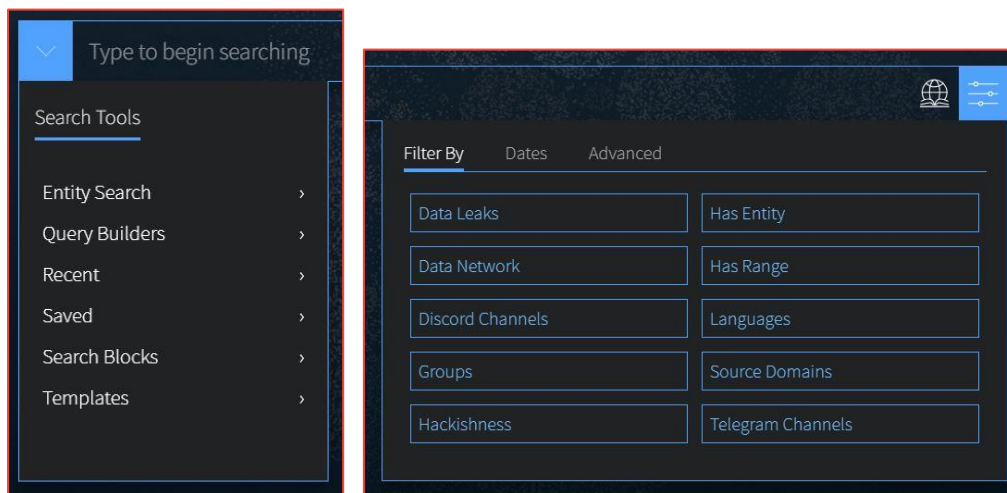 Type to begin searching
Search Tools
Entity Search
Query Builders
Recent
Saved
Search Blocks
Templates
Filter By Dates Advanced
Data Leaks Has Entity
Data Network Has Range
Discord Channels Languages
Groups Source Domains
Hackishness Telegram Channels